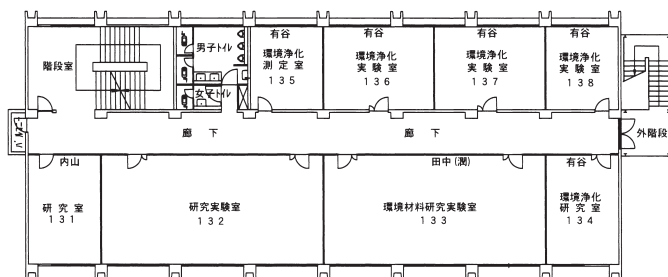 階段室
男子トイレ
女子トイレ
有谷
環境浄化
測定室
135
有谷
環境浄化
実験室
136
有谷
環境浄化
実験室
137
有谷
環境浄化
実験室
138
バルコニー
廊下
廊下
外階段
内山
研究室
131
研究実験室
132
田中(潤)
環境材料研究実験室
133
有谷
環境浄化
研究室
134